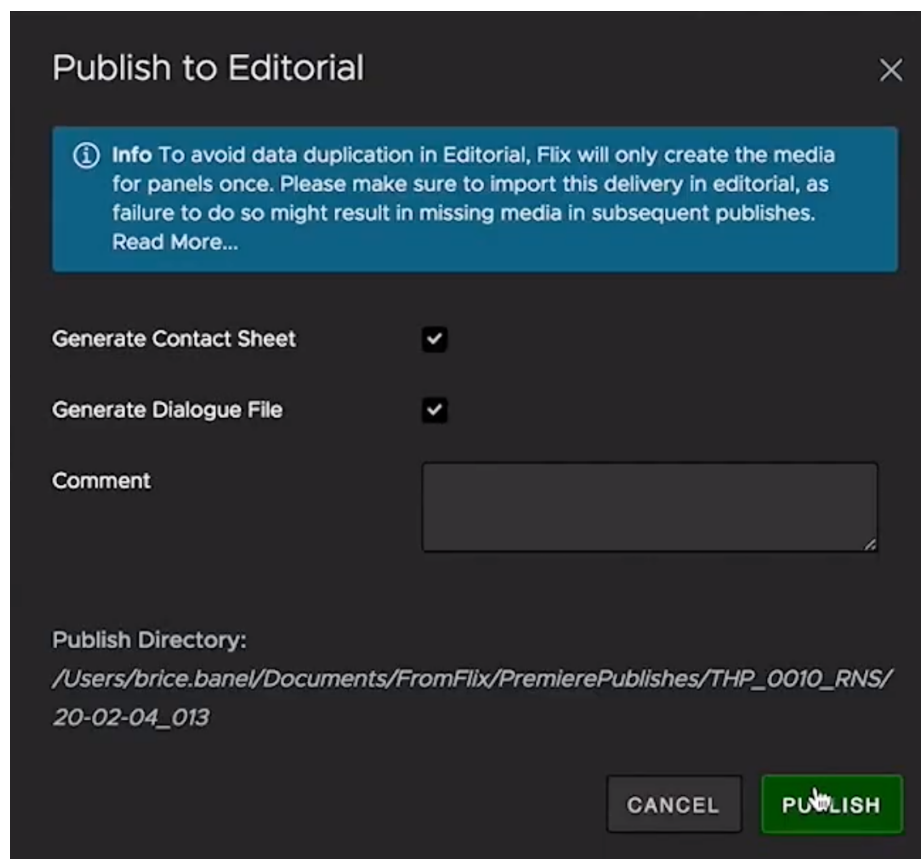 Publish to Editorial
Info To avoid data duplication in Editorial, Flix will only create the media
for panels once. Please make sure to import this delivery in editorial, as
failure to do so might result in missing media in subsequent publishes.
Read More...
Generate Contact Sheet
Generate Dialogue File
Comment
Publish Directory:
/Users/brice.banel/Documents/FromFlix/PremierePublishes/THP_0010_RNS/
20-02-04_013
CANCEL
PUBLISH